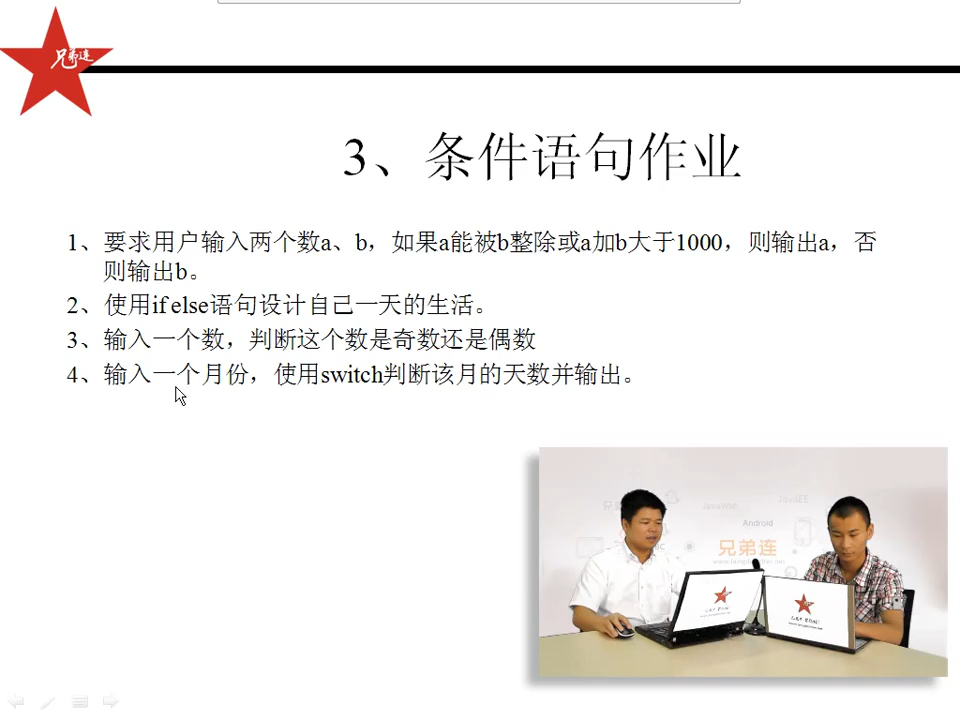 兄弟连
3、条件语句作业
1、要求用户输入两个数a、b，如果a能被b整除或a加b大于1000，则输出a，否
则输出b。
2、使用if else语句设计自己一天的生活。
3、输入一个数，判断这个数是奇数还是偶数
4、输入一个月份，使用switch判断该月的天数并输出。
JavaEE
JavaWeb
Android
兄弟连